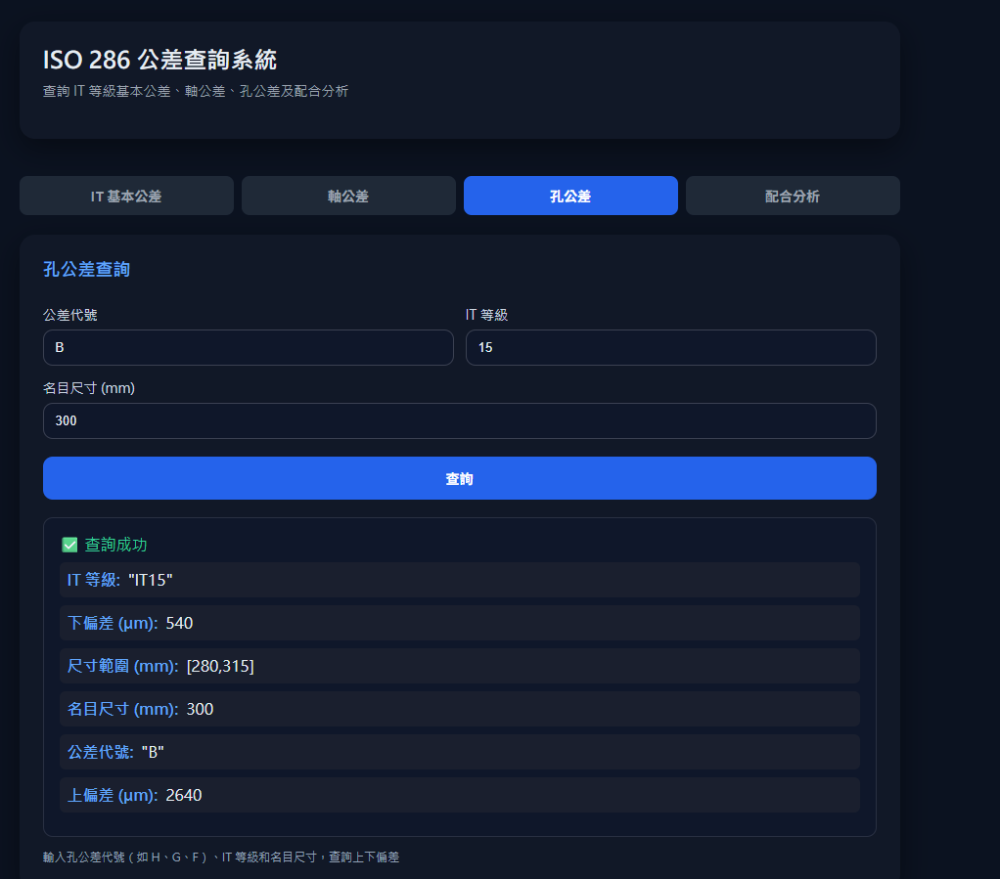 ISO 286 公差查詢系統
查詢 IT 等級基本公差、軸公差、孔公差及配合分析
IT 基本公差
軸公差
孔公差
配合分析
孔公差查詢
公差代號
IT 等級
B
15
名目尺寸 (mm)
300
查詢
✅ 查詢成功
IT 等級: "IT15"
下偏差 (μm): 540
尺寸範圍 (mm): [280,315]
名目尺寸 (mm): 300
公差代號: "B"
上偏差 (μm): 2640
輸入孔公差代號（如 H、G、F）、IT 等級和名目尺寸，查詢上下偏差